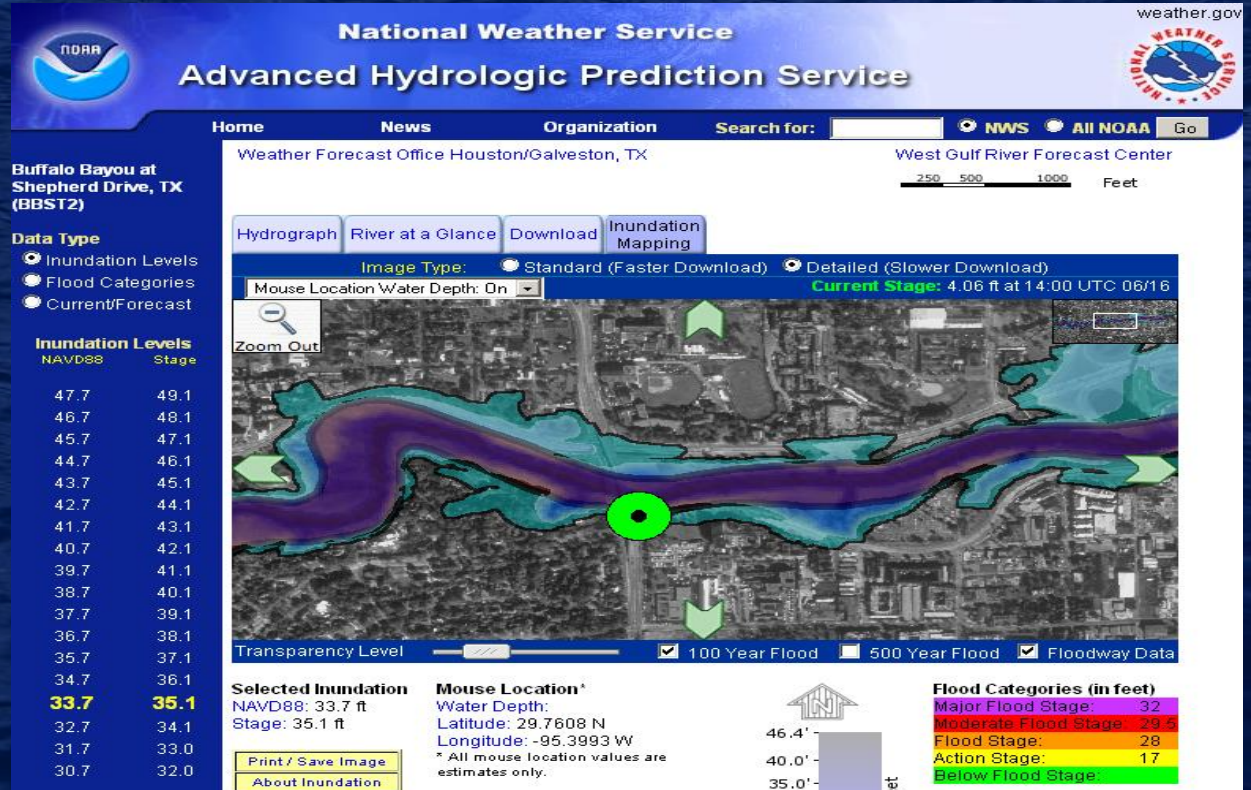 weather.gov
NOAA
National Weather Service
Advanced Hydrologic Prediction Service
NATIONAL WEATHER SERVICE
Home News Organization Search for: NWS All NOAA Go
Weather Forecast Office Houston/Galveston, TX West Gulf River Forecast Center
250 500 1000 Feet
Buffalo Bayou at
Shepherd Drive, TX
(BBST2)
Data Type
Inundation Levels
Flood Categories
Current/Forecast
Inundation Levels
NAVD88 Stage
47.7 49.1
46.7 48.1
45.7 47.1
44.7 46.1
43.7 45.1
42.7 44.1
41.7 43.1
40.7 42.1
39.7 41.1
38.7 40.1
37.7 39.1
36.7 38.1
35.7 37.1
34.7 36.1
33.7 35.1
32.7 34.1
31.7 33.0
30.7 32.0
Hydrograph River at a Glance Download Inundation
Mapping
Image Type: Standard (Faster Download) Detailed (Slower Download)
Mouse Location Water Depth: On Current Stage: 4.06 ft at 14:00 UTC 06/16
Zoom Out
Transparency Level 100 Year Flood 500 Year Flood Floodway Data
Selected Inundation
NAVD88: 33.7 ft
Stage: 35.1 ft
Print / Save Image
About Inundation
Mouse Location*
Water Depth:
Latitude: 29.7608 N
Longitude: -95.3993 W
* All mouse location values are
estimates only.
N
46.4'
40.0'
35.0'
Flood Categories (in feet)
Major Flood Stage: 32
Moderate Flood Stage: 29.5
Flood Stage: 28
Action Stage: 17
Below Flood Stage: